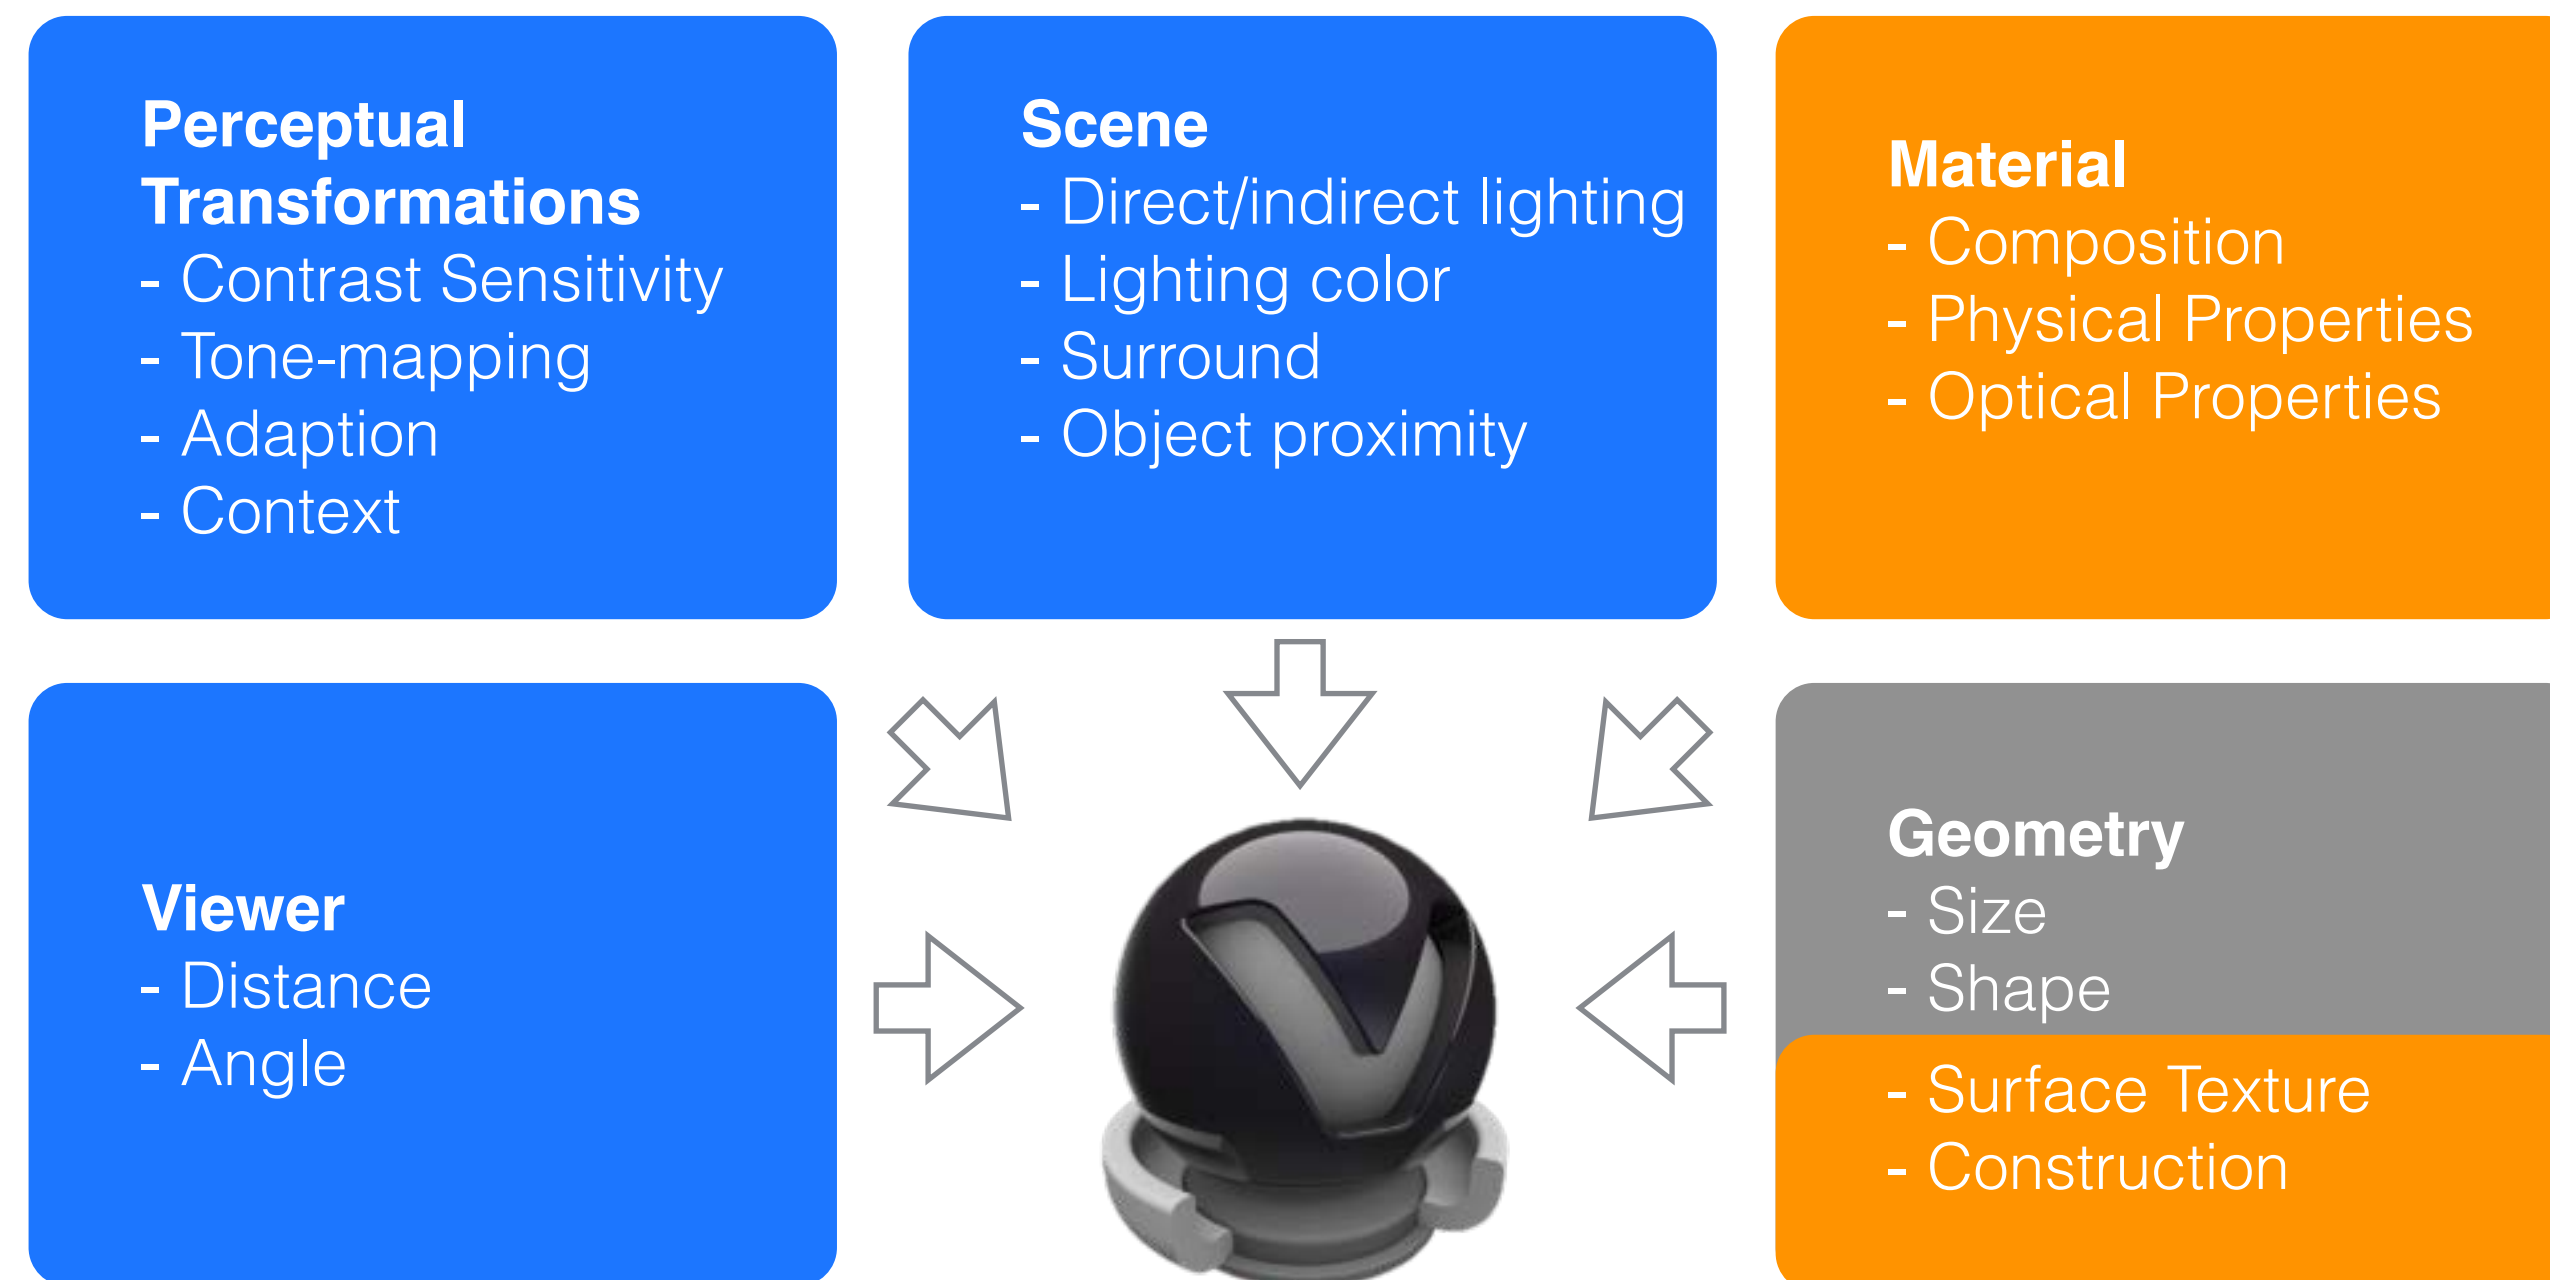 Perceptual
Transformations
- Contrast Sensitivity
- Tone-mapping
- Adaption
- Context
Scene
- Direct/indirect lighting
- Lighting color
- Surround
- Object proximity
Material
- Composition
- Physical Properties
- Optical Properties
Viewer
- Distance
- Angle
Geometry
- Size
- Shape
- Surface Texture
- Construction